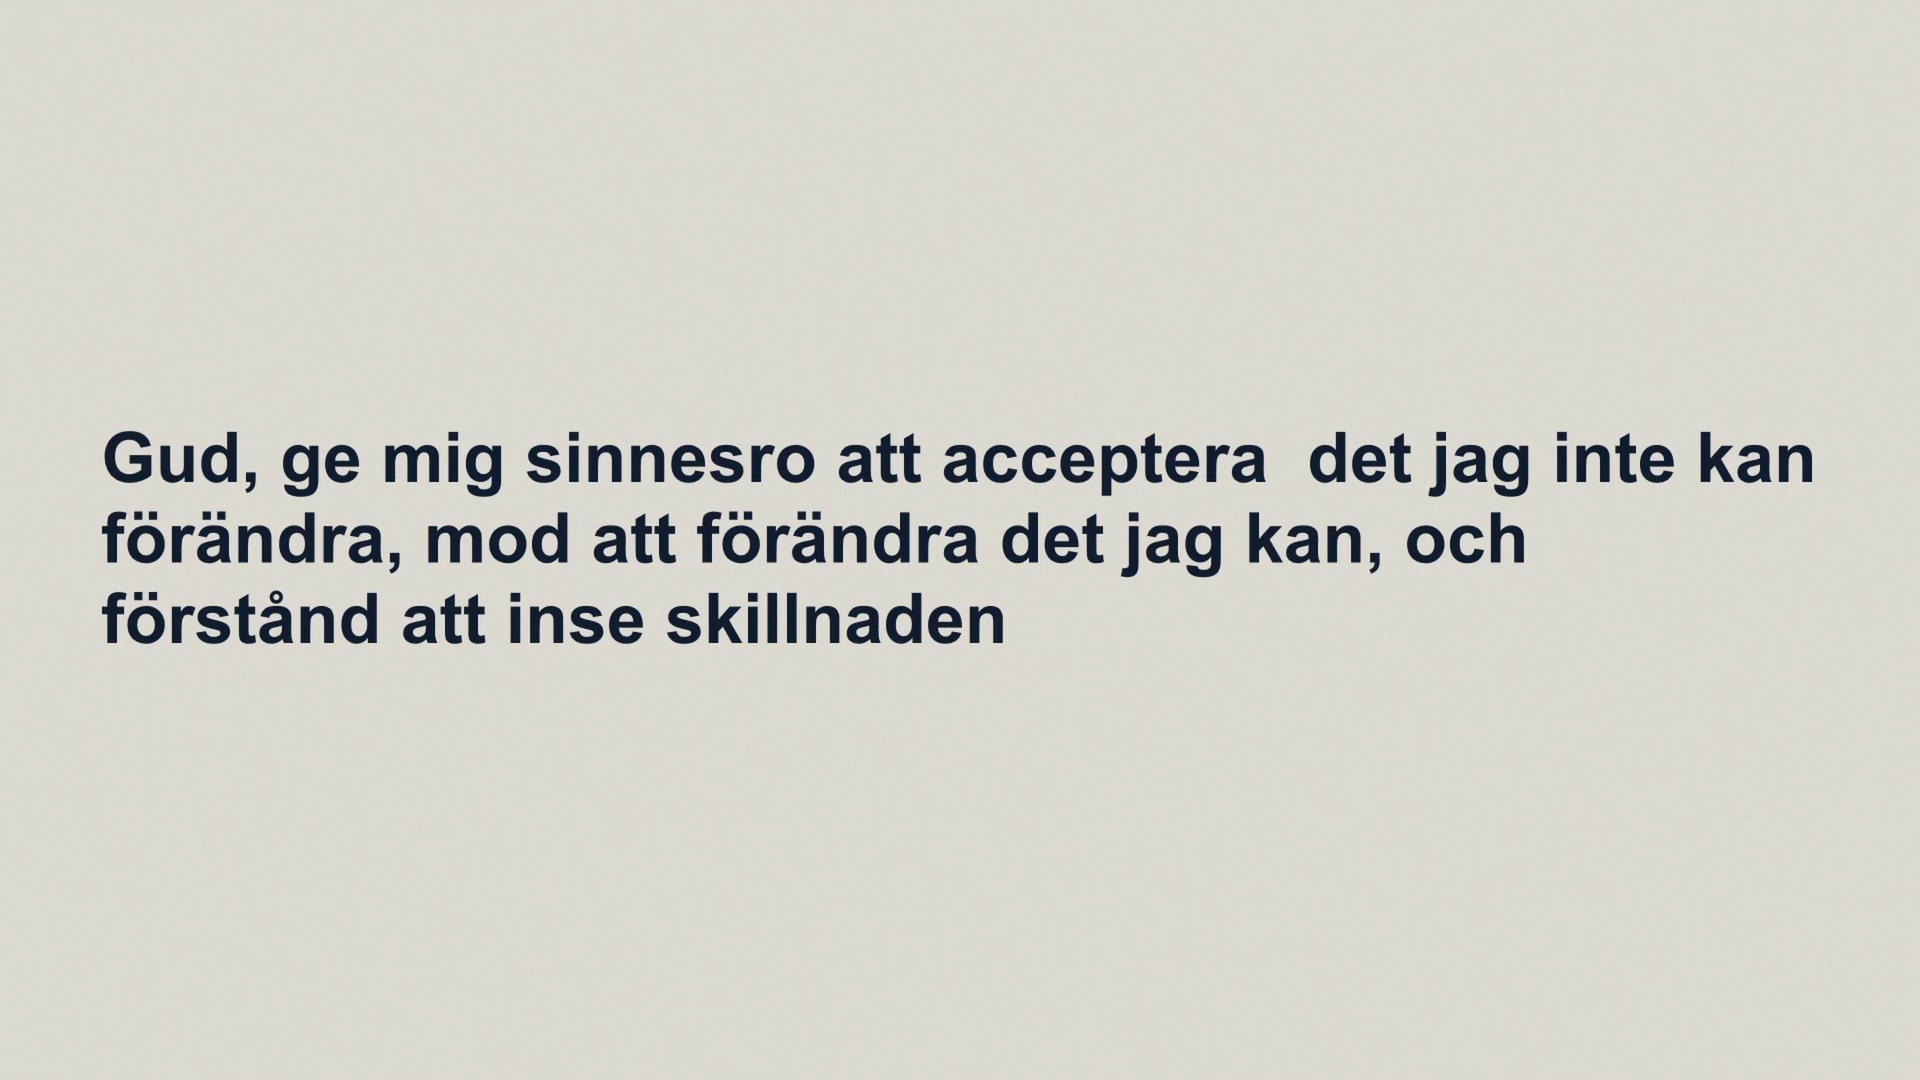 Gud, ge mig sinnesro att acceptera  det jag inte kan
förändra, mod att förändra det jag kan, och
förstånd att inse skillnaden